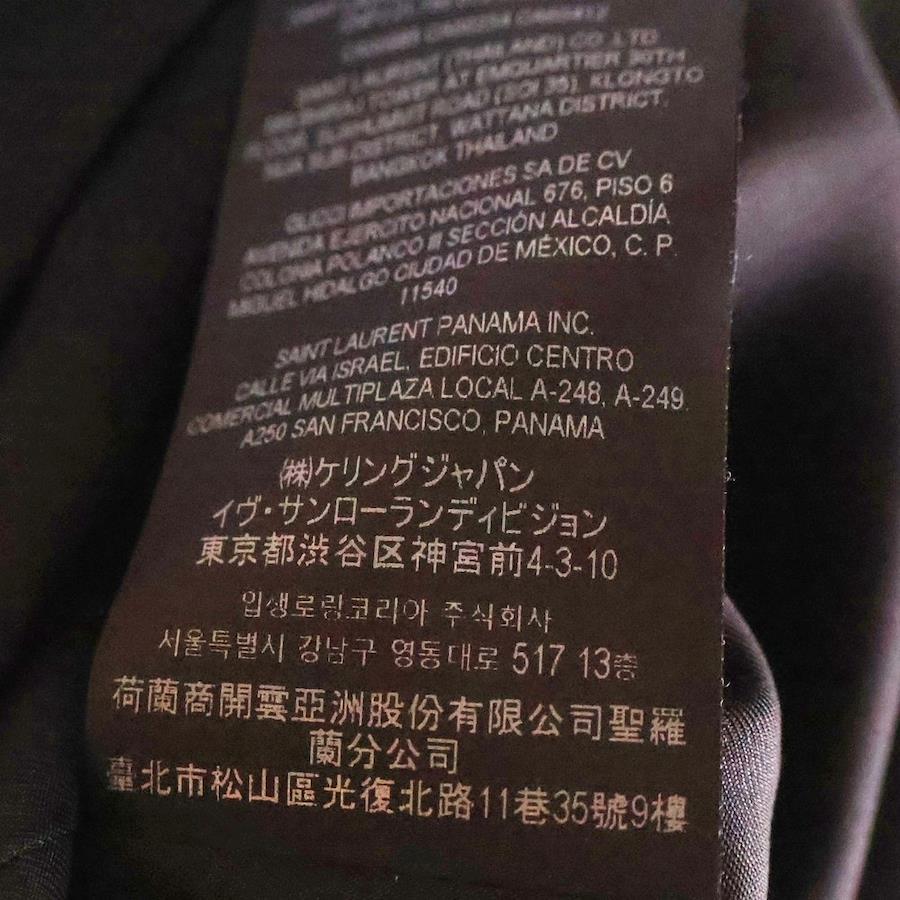 SAINT LAURENT (THAILAND) CO.,LTD.
TOWER AT EMQUARTIER 30TH
ROAD (SOI 35), KLONGTO
SUB-DISTRICT, WATTANA DISTRICT,
BANGKOK THAILAND
GUCCI IMPORTACIONES SA DE CV
AVENIDA EJERCITO NACIONAL 676, PISO 6
COLONIA POLANCO III SECCIÓN ALCALDÍA
MIGUEL HIDALGO CIUDAD DE MÉXICO, C. P.
11540
SAINT LAURENT PANAMA INC.
CALLE VIA ISRAEL, EDIFICIO CENTRO
COMERCIAL MULTIPLAZA LOCAL A-248, A-249,
A250 SAN FRANCISCO, PANAMA
㈱ケリングジャパン
イヴ・サンローランディビジョン
東京都渋谷区神宮前4-3-10
입생로랑코리아 주식회사
서울특별시 강남구 영동대로 517 13층
荷蘭商開雲亞洲股份有限公司聖羅
蘭分公司
臺北市松山區光復北路11巷35號9樓